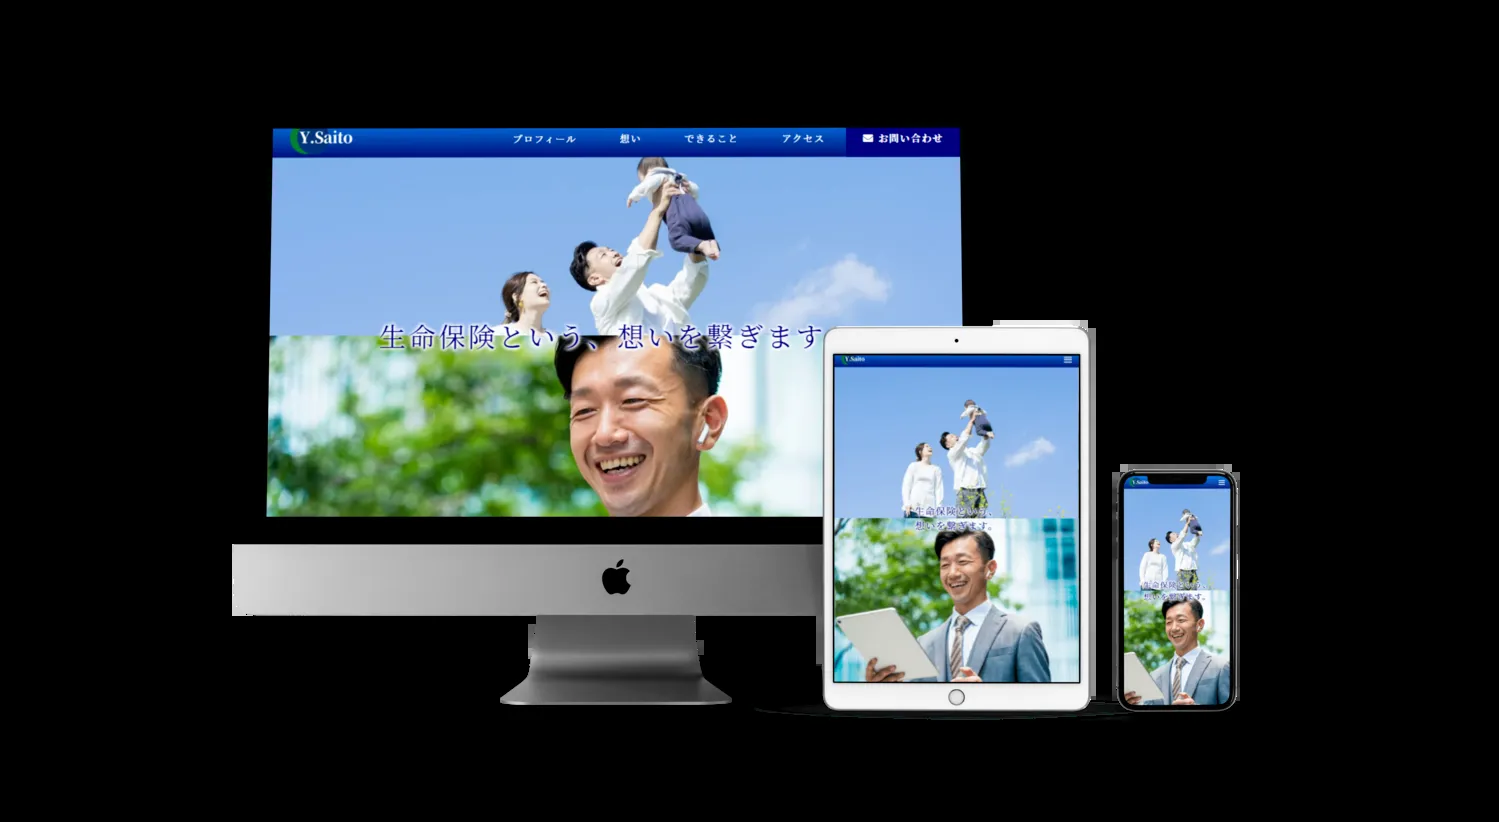 Y.Saito
プロフィール
想い
できること
アクセス
お問い合わせ
生命保険という、想いを繋ぎます
Y.Saito
生命保険という、
想いを繋ぎます。
Y.Saito
生命保険という、
想いを繋ぎます。